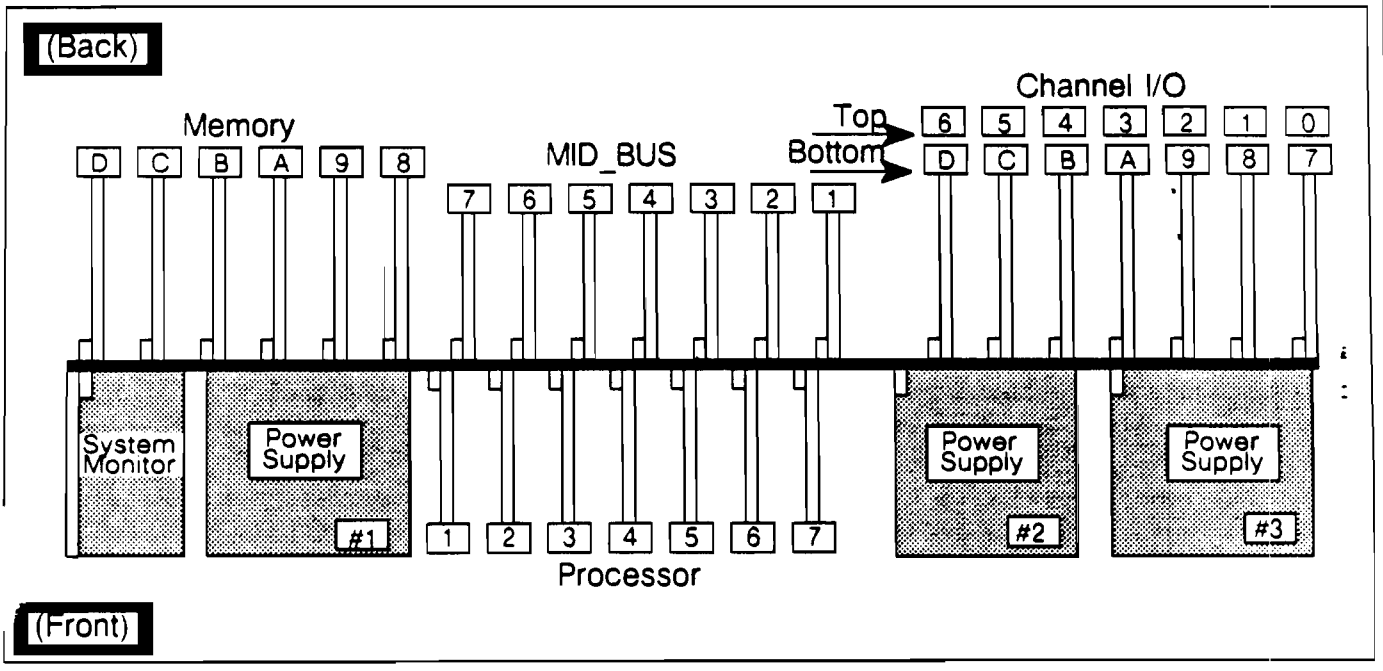 (Back)
Channel I/O
Top 6 5 4 3 2 1 0
Memory
Bottom D C B A 9 8 7
D C B A 9 8
MID_BUS
7 6 5 4 3 2 1
System
Monitor
Power
Supply
#1
Power
Supply
#2
Power
Supply
#3
1 2 3 4 5 6 7
Processor
(Front)